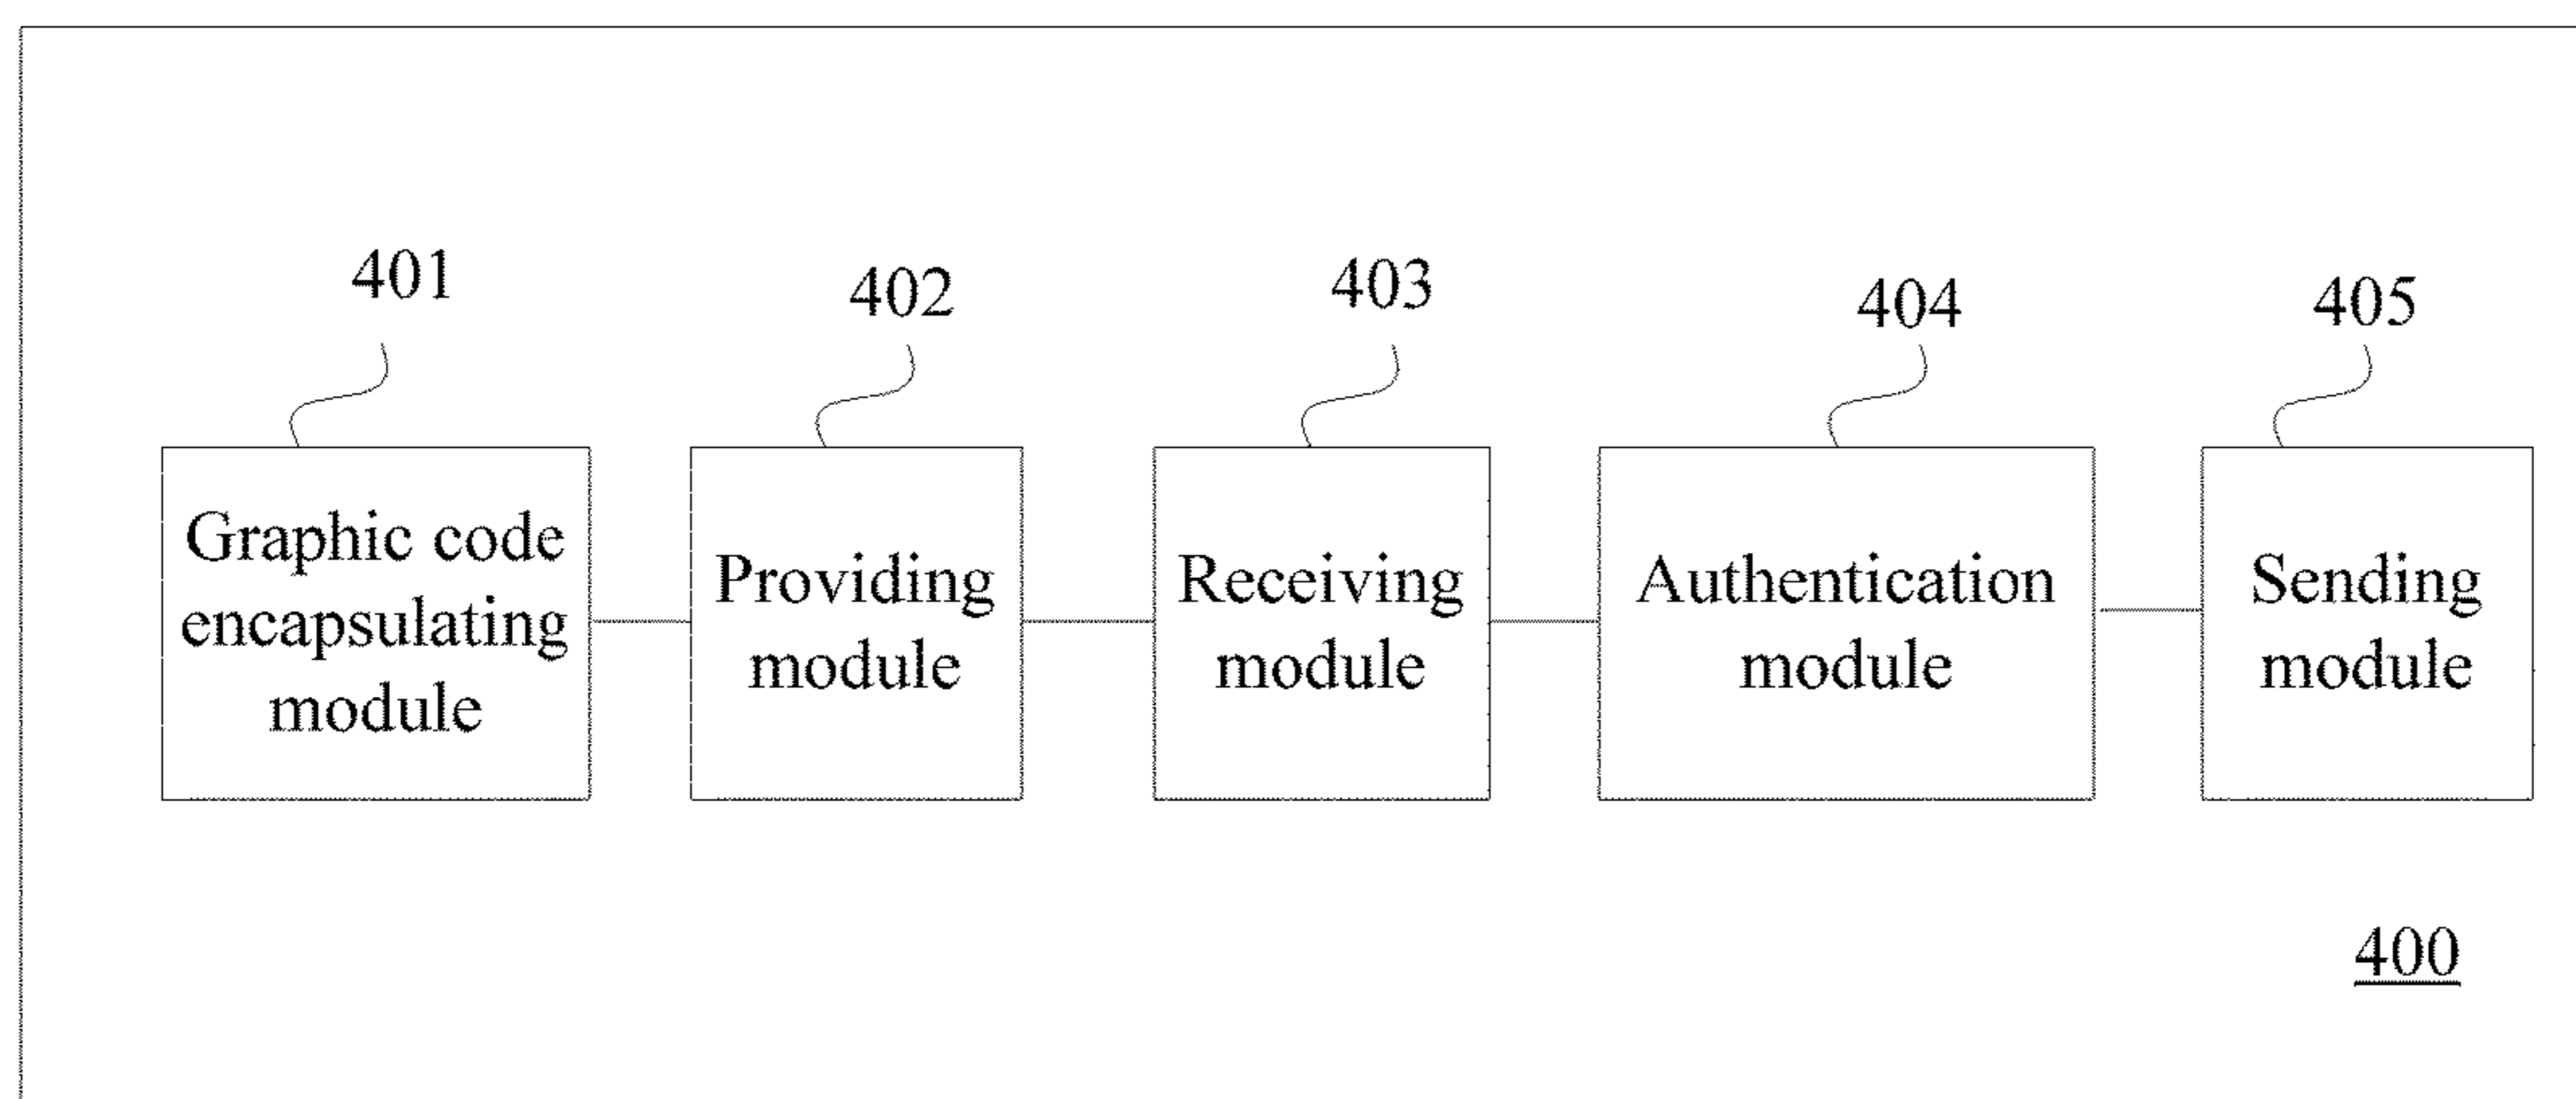 401
402
403
404
405
Graphic code
encapsulating
module
Providing
module
Receiving
module
Authentication
module
Sending
module
400